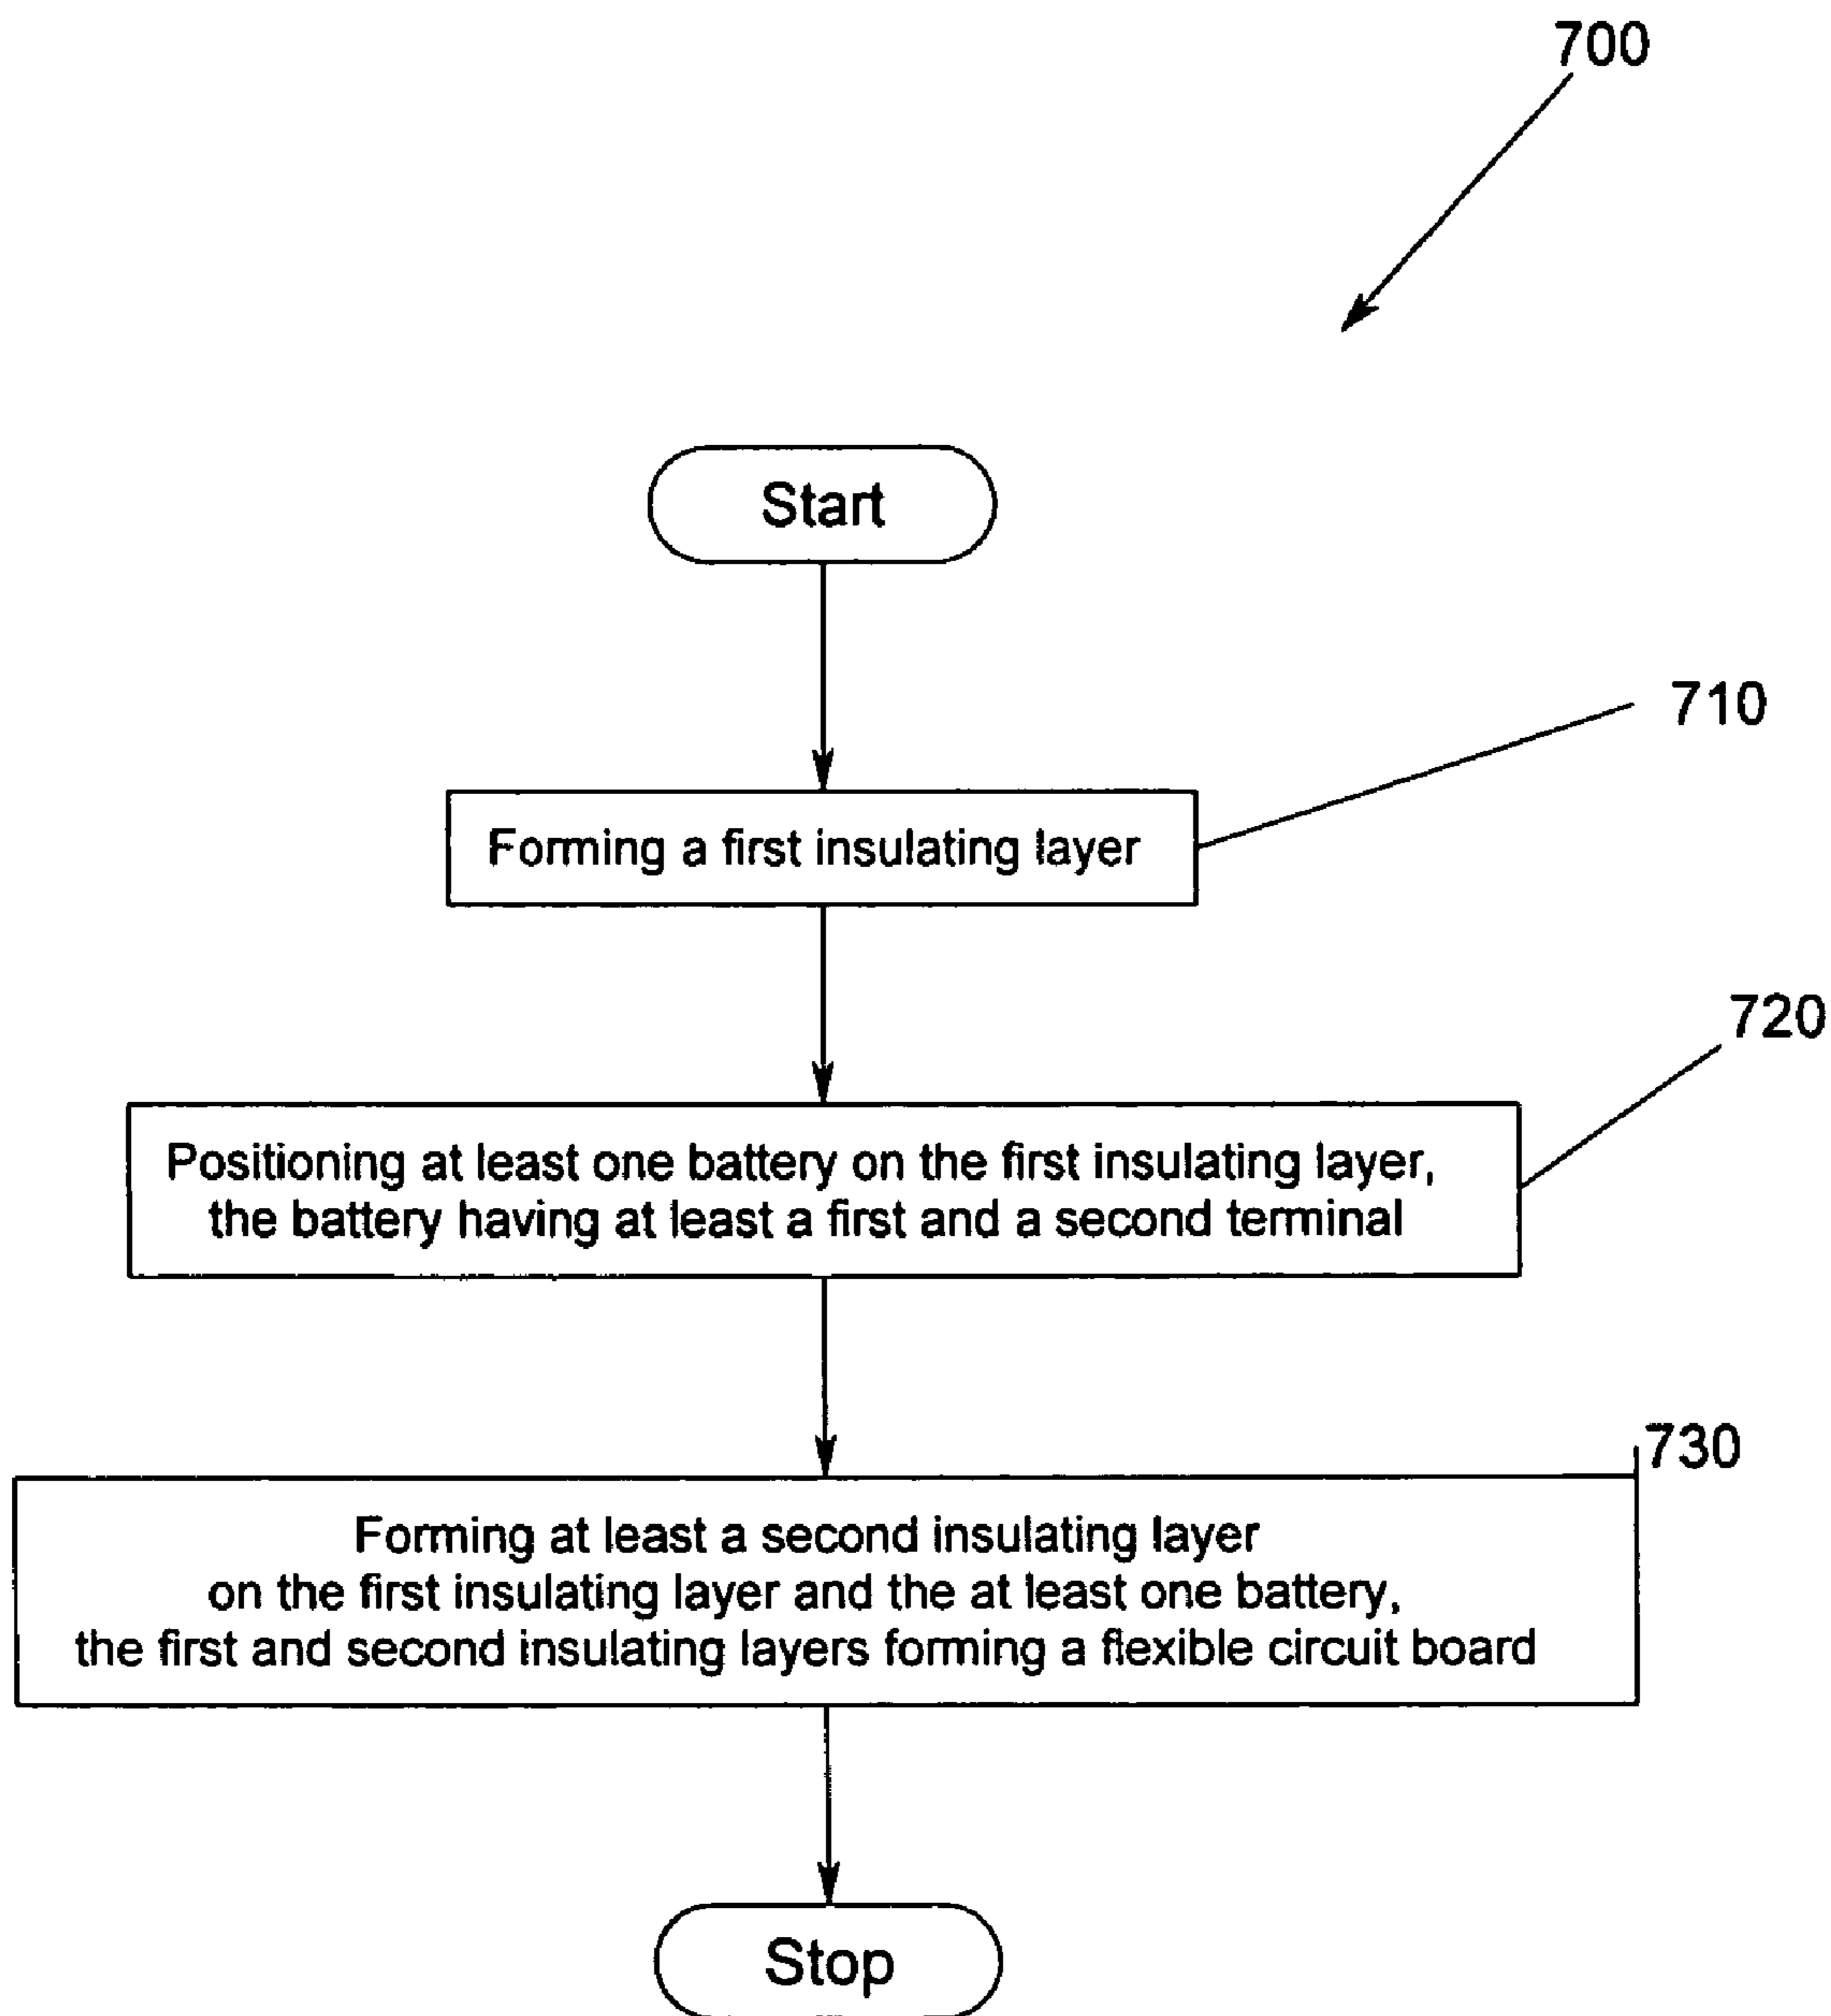 700
Start
710
Forming a first insulating layer
720
Positioning at least one battery on the first insulating layer,
the battery having at least a first and a second terminal
730
Forming at least a second insulating layer
on the first insulating layer and the at least one battery,
the first and second insulating layers forming a flexible circuit board
Stop